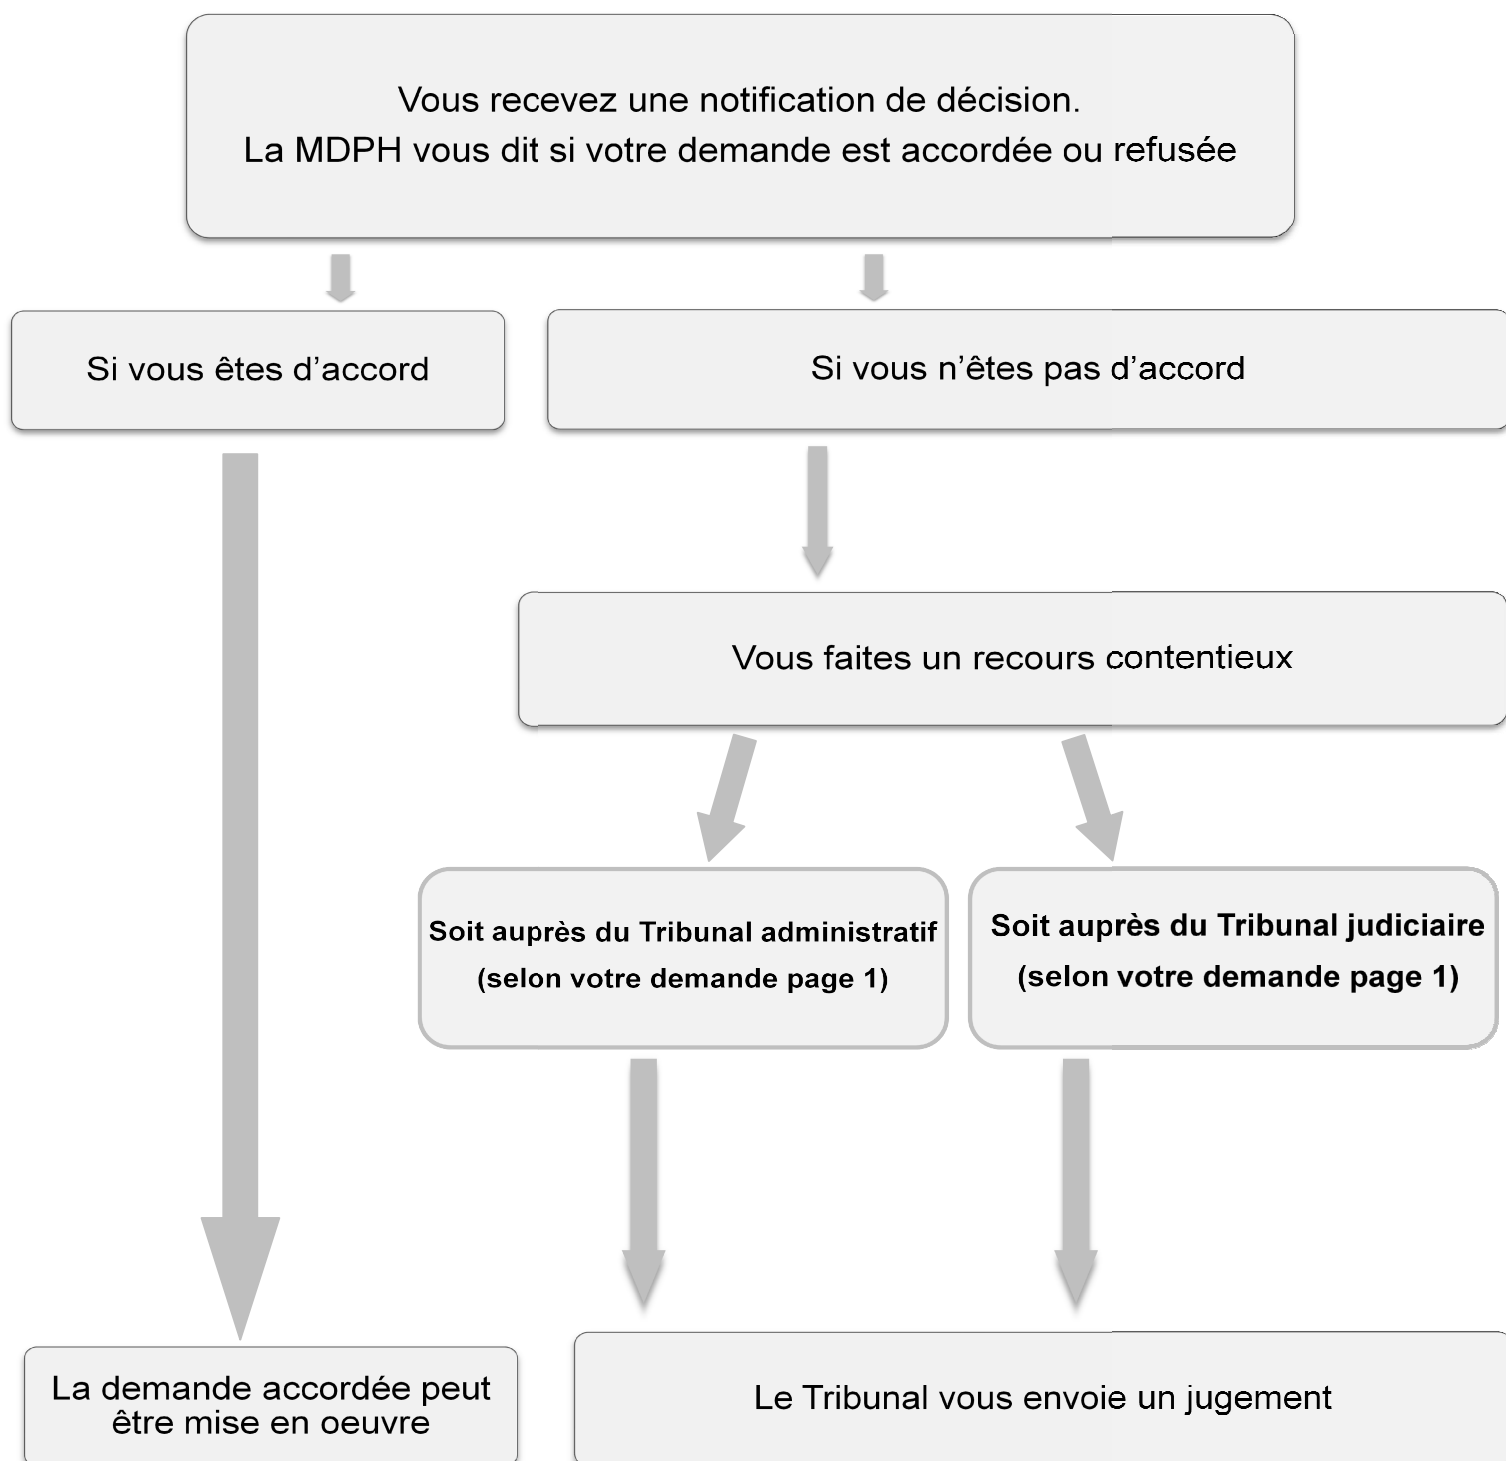 Vous recevez une notification de décision.
La MDPH vous dit si votre demande est accordée ou refusée
Si vous êtes d’accord
Si vous n’êtes pas d’accord
Vous faites un recours contentieux
Soit auprès du Tribunal administratif
(selon votre demande page 1)
Soit auprès du Tribunal judiciaire
(selon votre demande page 1)
La demande accordée peut
être mise en oeuvre
Le Tribunal vous envoie un jugement